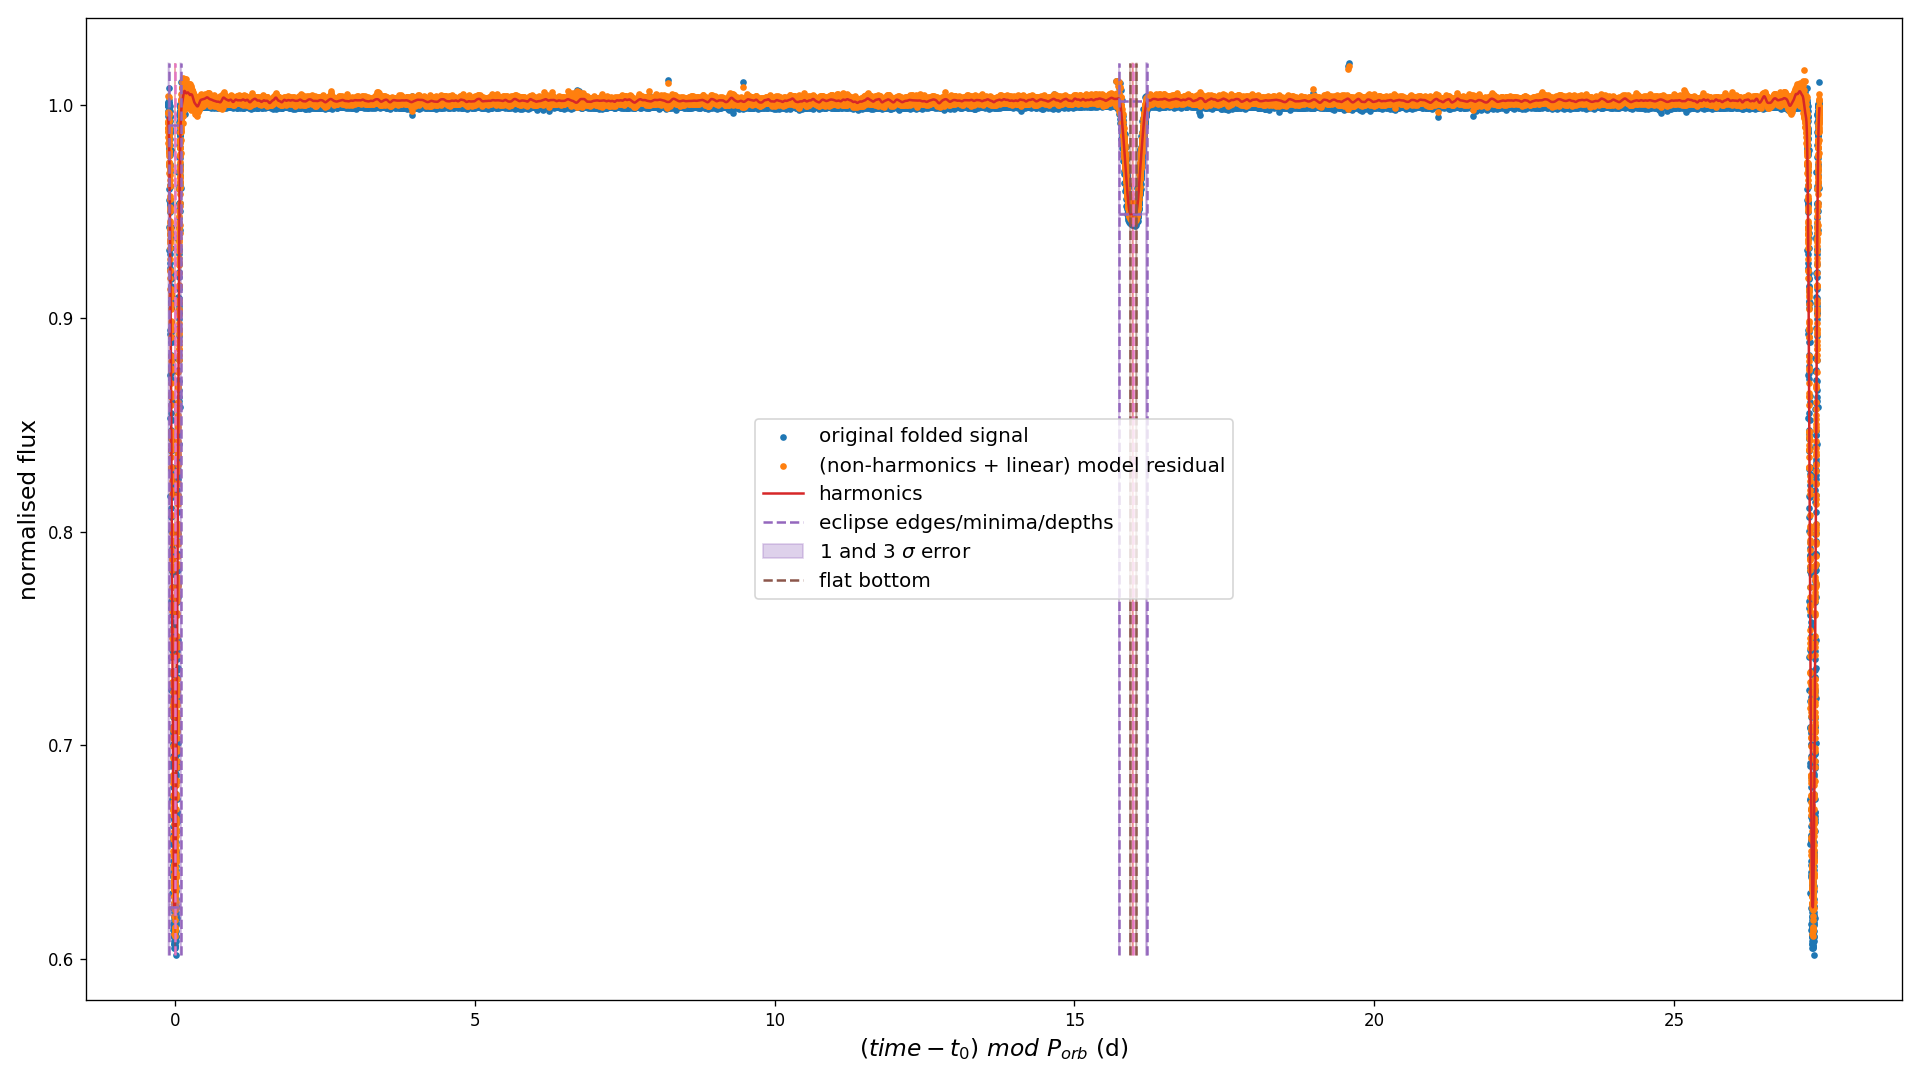 normalised flux
1.0
0.9
0.8
0.7
0.6
original folded signal
(non-harmonics + linear) model residual
harmonics
eclipse edges/minima/depths
1 and 3 σ error
flat bottom
0 5 10 15 20 25
(time − t₀) mod Pₒᵣb (d)